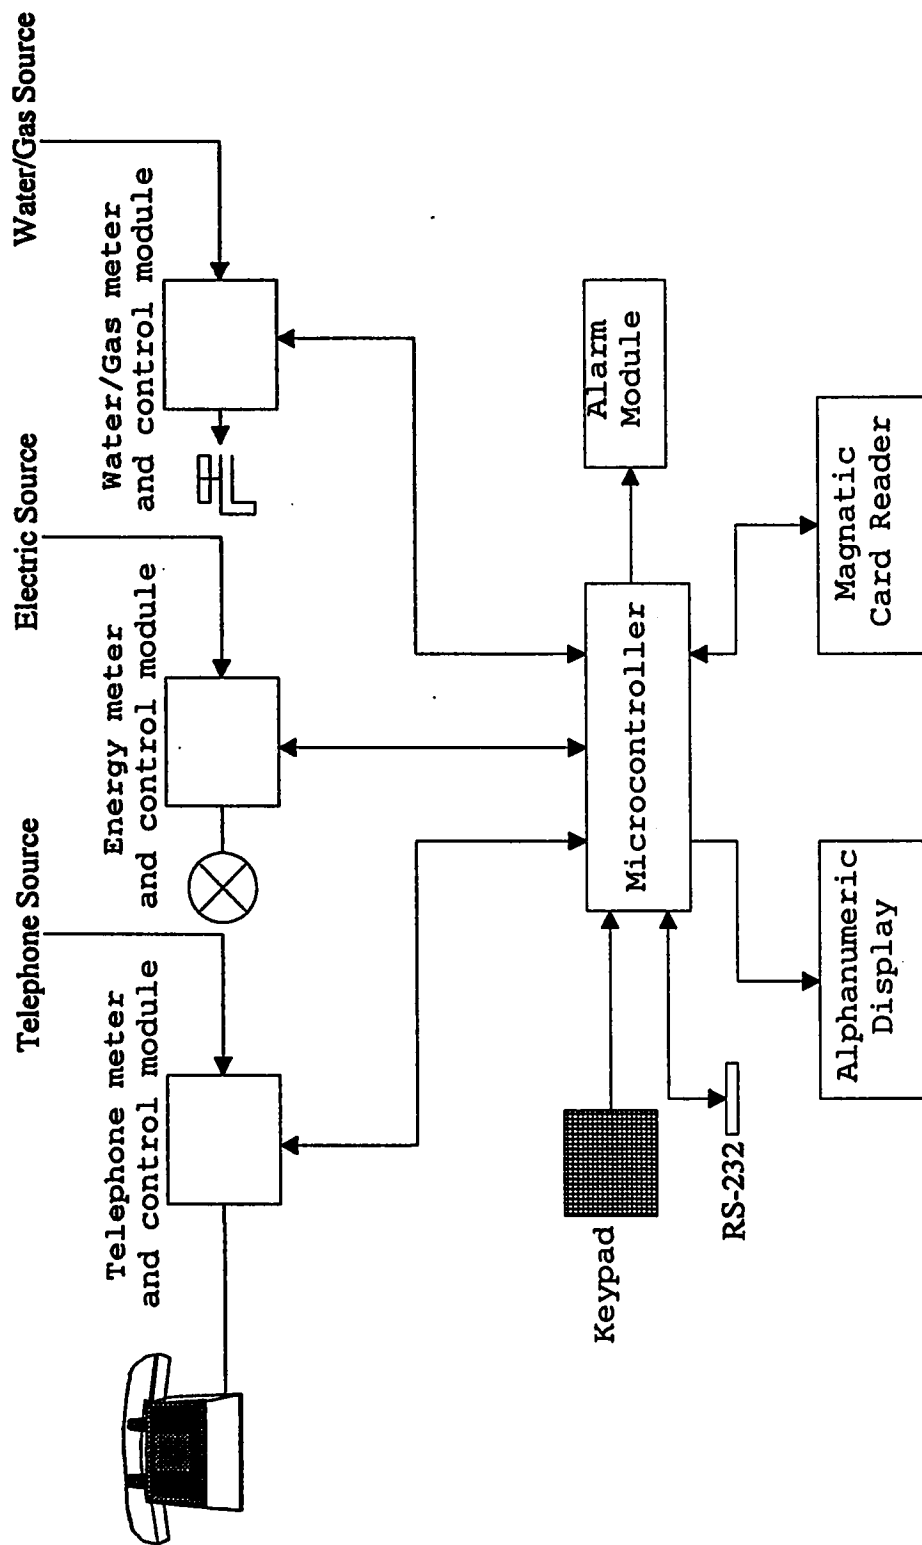 Telephone Source
Electric Source
Water/Gas Source
Telephone meter
and control module
Energy meter
and control module
Water/Gas meter
and control module
Keypad
RS-232
Microcontroller
Alarm
Module
Alphanumeric
Display
Magnatic
Card Reader